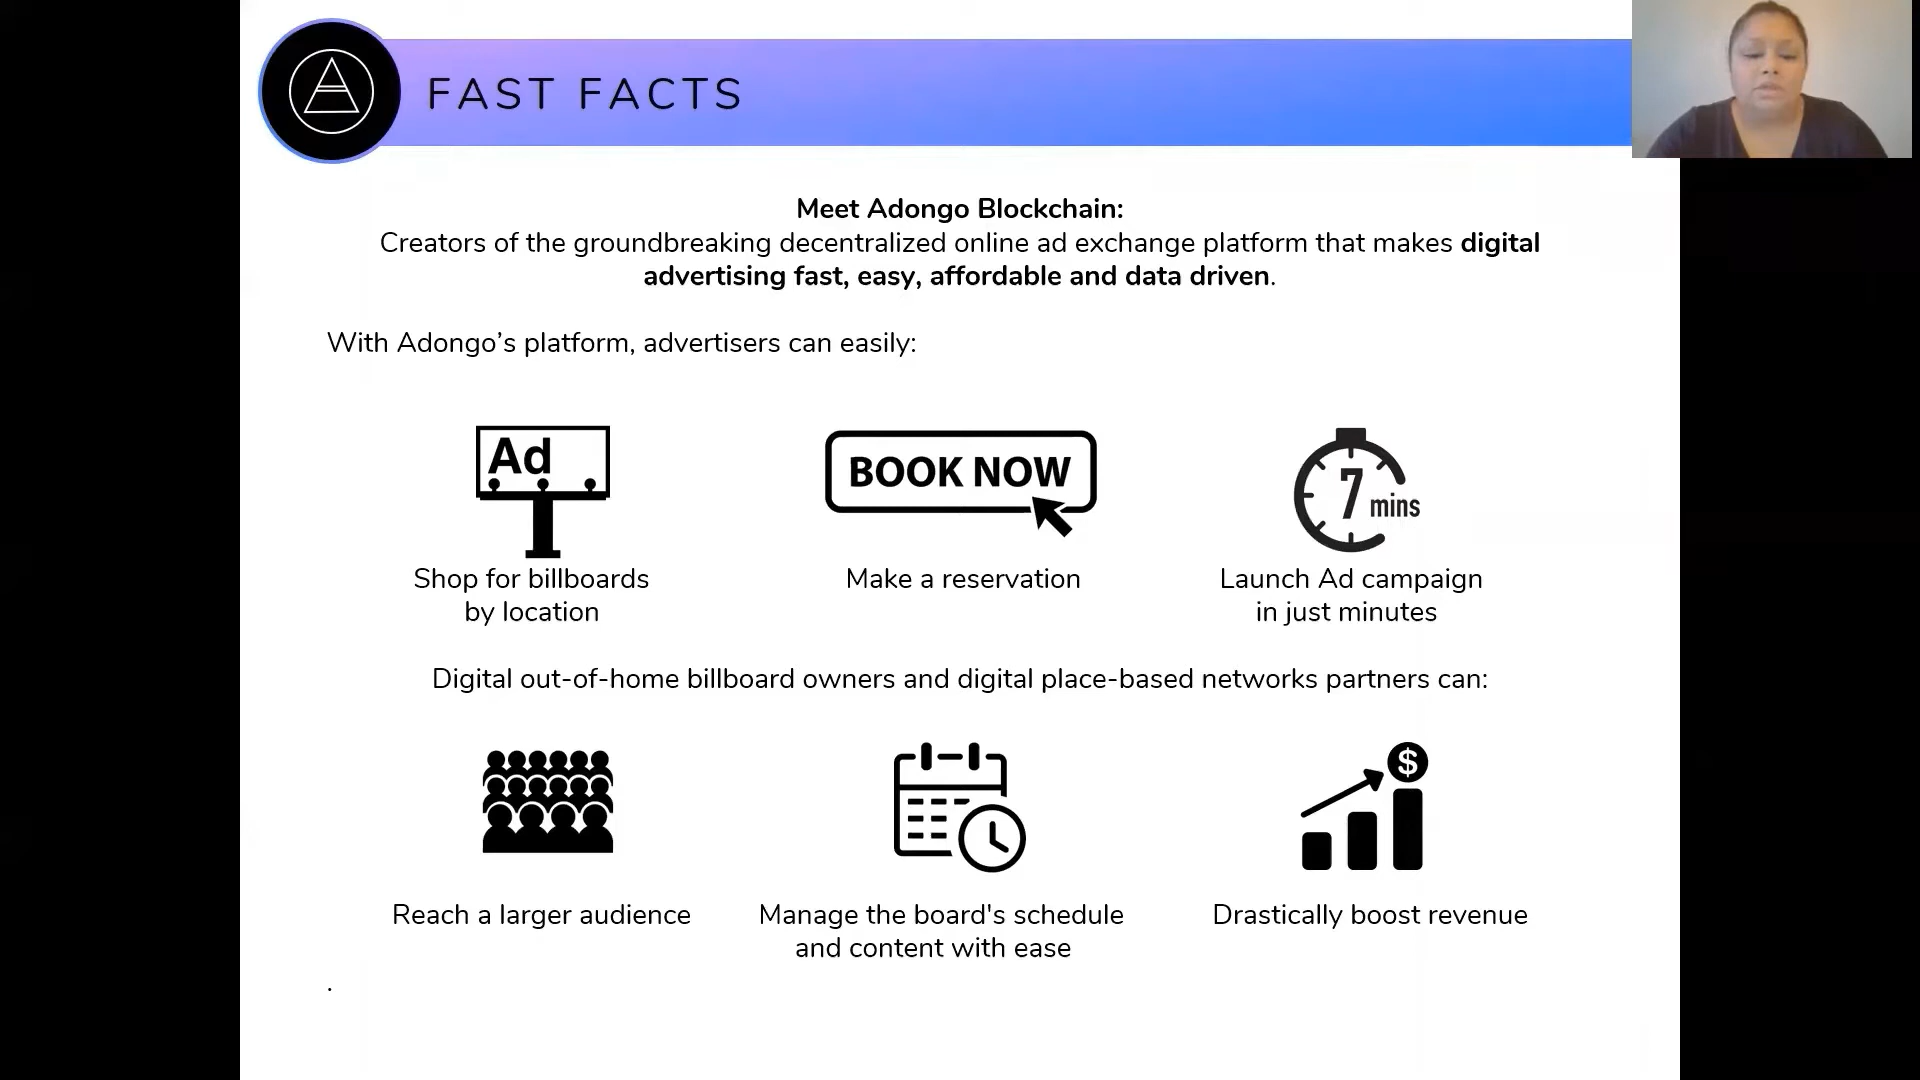 FAST FACTS
Meet Adongo Blockchain:
Creators of the groundbreaking decentralized online ad exchange platform that makes digital
advertising fast, easy, affordable and data driven.
With Adongo’s platform, advertisers can easily:
Ad
BOOK NOW
7 mins
Shop for billboards
by location
Make a reservation
Launch Ad campaign
in just minutes
Digital out-of-home billboard owners and digital place-based networks partners can:
$
Reach a larger audience
Manage the board's schedule
and content with ease
Drastically boost revenue
.